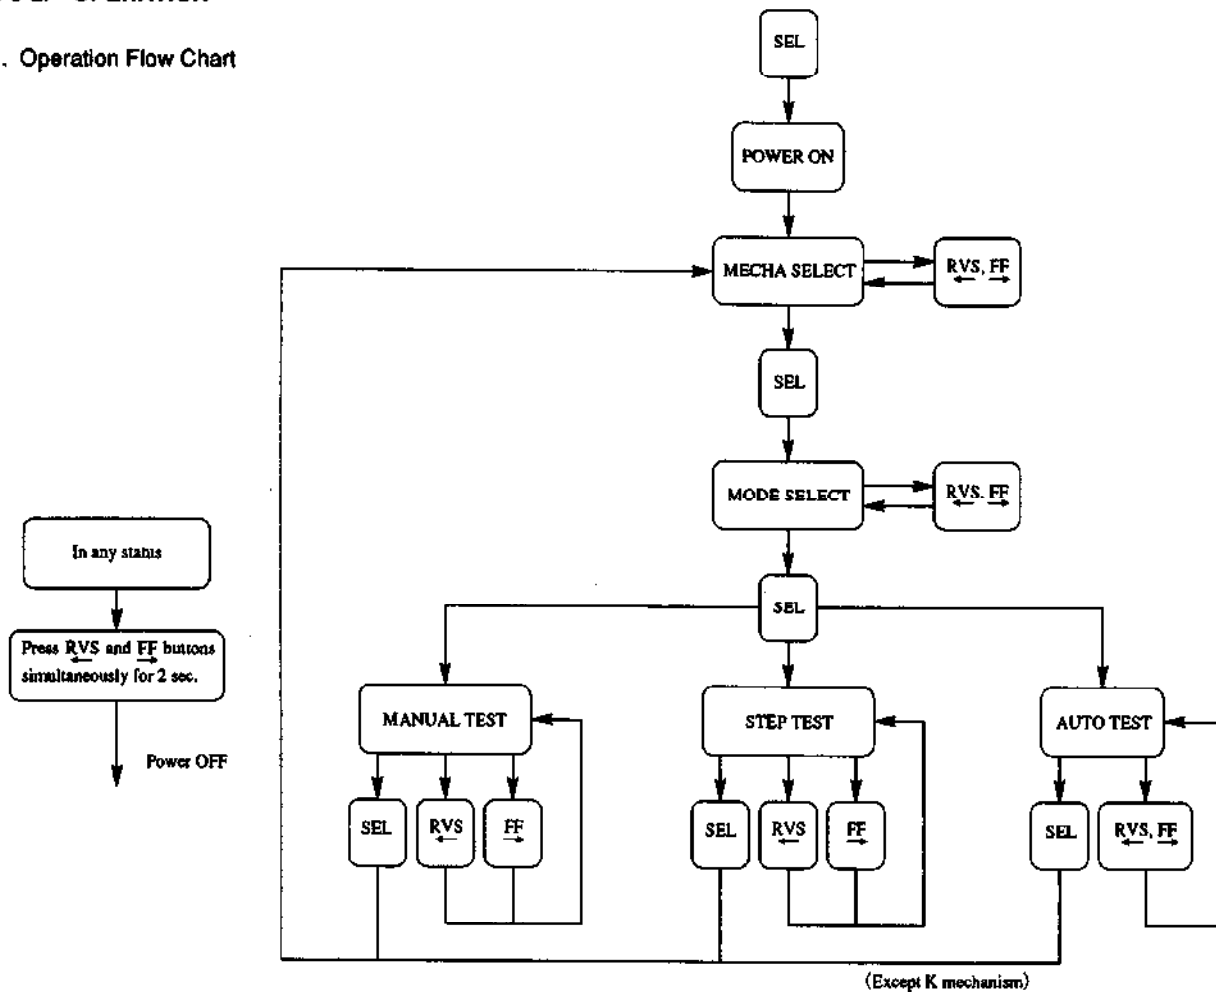 . Operation Flow Chart
SEL
POWER ON
MECHA SELECT
RVS, FF
SEL
MODE SELECT
RVS. FF
SEL
In any status
Press RVS and FF buttons
simultaneously for 2 sec.
Power OFF
MANUAL TEST
STEP TEST
AUTO TEST
SEL
RVS
FF
SEL
RVS
FF
SEL
RVS, FF
(Except K mechanism)